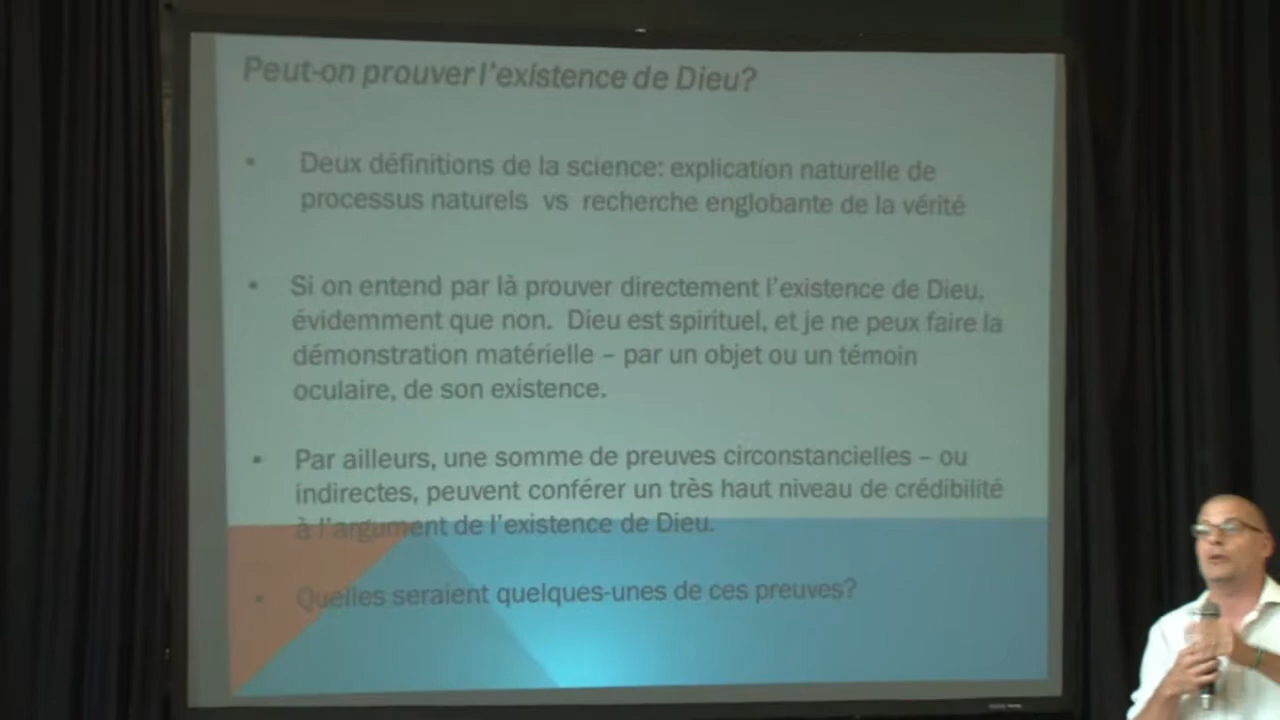 Peut-on prouver l'existence de Dieu?
• Deux définitions de la science: explication naturelle de
processus naturels vs recherche englobante de la vérité
• Si on entend par là prouver directement l'existence de Dieu,
évidemment que non. Dieu est spirituel, et je ne peux faire la
démonstration matérielle – par un objet ou un témoin
oculaire, de son existence.
• Par ailleurs, une somme de preuves circonstancielles – ou
indirectes, peuvent conférer un très haut niveau de crédibilité
à l'argument de l'existence de Dieu.
• Quelles seraient quelques-unes de ces preuves?